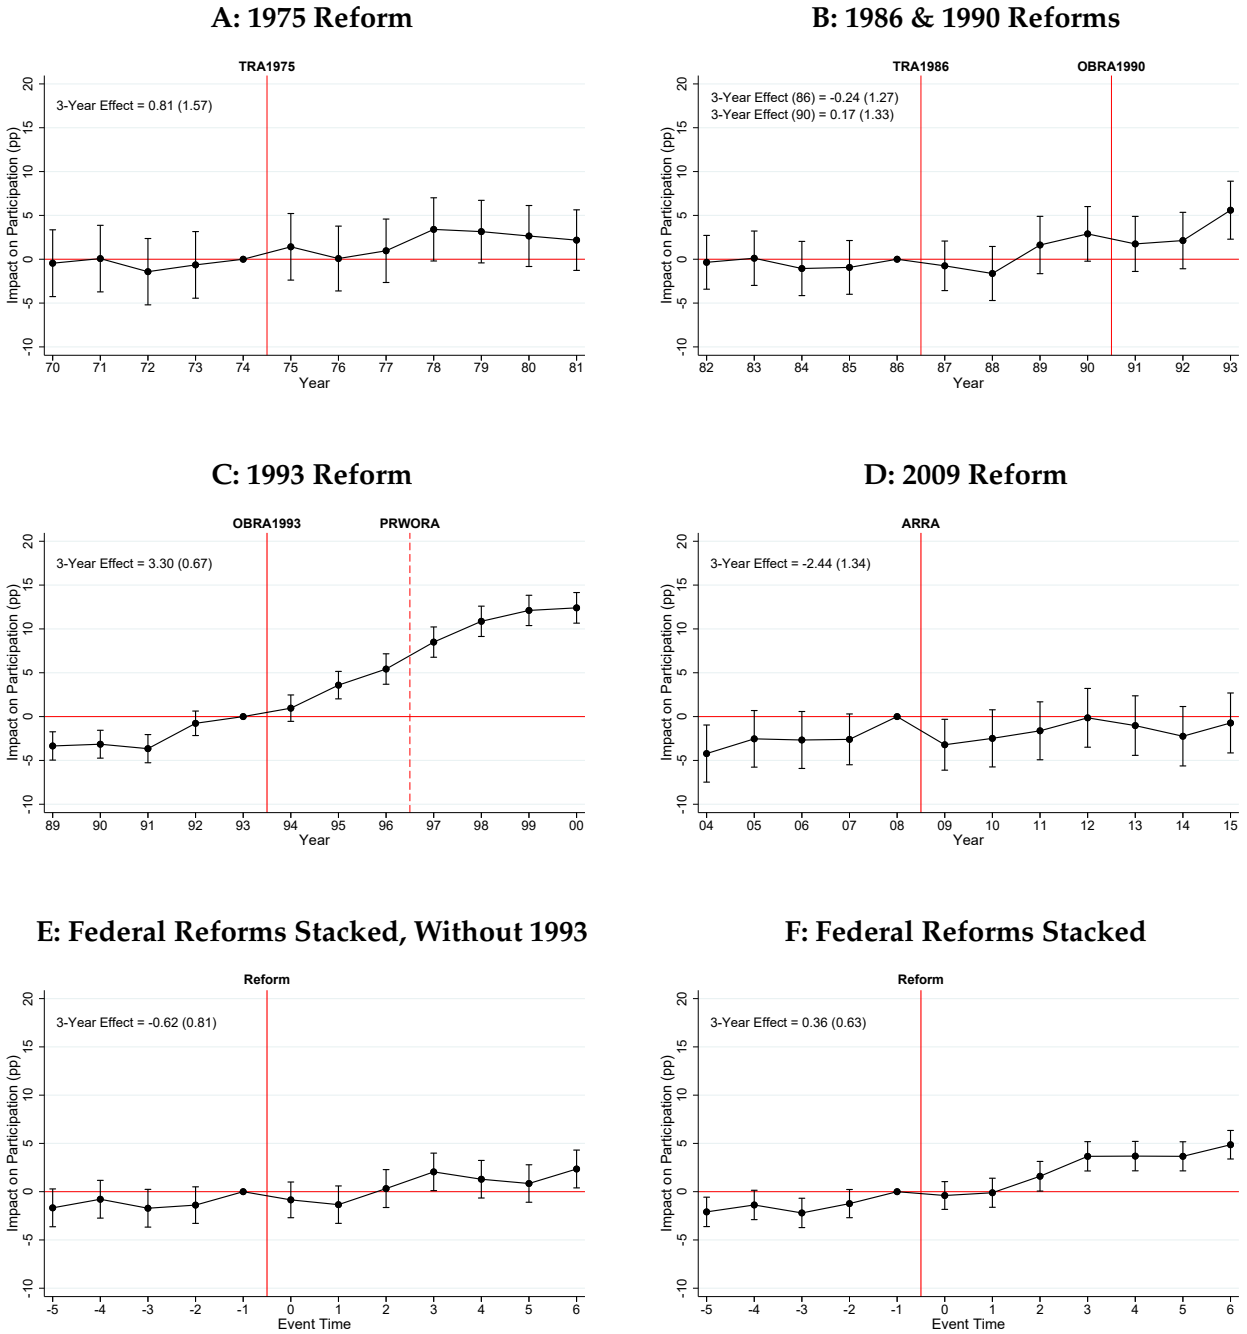 A: 1975 Reform
TRA1975
3-Year Effect = 0.81 (1.57)
Impact on Participation (pp)
20
15
10
5
0
-5
-10
70 71 72 73 74 75 76 77 78 79 80 81
Year
B: 1986 & 1990 Reforms
TRA1986 OBRA1990
3-Year Effect (86) = -0.24 (1.27)
3-Year Effect (90) = 0.17 (1.33)
Impact on Participation (pp)
20
15
10
5
0
-5
-10
82 83 84 85 86 87 88 89 90 91 92 93
Year
C: 1993 Reform
OBRA1993 PRWORA
3-Year Effect = 3.30 (0.67)
Impact on Participation (pp)
20
15
10
5
0
-5
-10
89 90 91 92 93 94 95 96 97 98 99 00
Year
D: 2009 Reform
ARRA
3-Year Effect = -2.44 (1.34)
Impact on Participation (pp)
20
15
10
5
0
-5
-10
04 05 06 07 08 09 10 11 12 13 14 15
Year
E: Federal Reforms Stacked, Without 1993
Reform
3-Year Effect = -0.62 (0.81)
Impact on Participation (pp)
20
15
10
5
0
-5
-10
-5 -4 -3 -2 -1 0 1 2 3 4 5 6
Event Time
F: Federal Reforms Stacked
Reform
3-Year Effect = 0.36 (0.63)
Impact on Participation (pp)
20
15
10
5
0
-5
-10
-5 -4 -3 -2 -1 0 1 2 3 4 5 6
Event Time